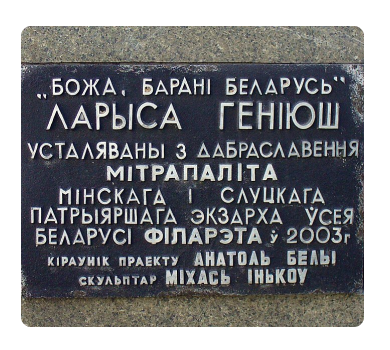 „БОЖА, БАРАНІ БЕЛАРУСЬ“
ЛАРЫСА ГЕНІЮШ
УСТАЛЯВАНЫ З ДАБРАСЛАВЕННЯ
МІТРАПАЛІТА
МІНСКАГА І СЛУЦКАГА
ПАТРЫЯРШАГА ЭКЗАРХА ЎСЕЯ
БЕЛАРУСІ ФІЛАРЭТА ў 2003г
КІРАЎНІК ПРАЕКТУ АНАТОЛЬ БЕЛЫ
СКУЛЬПТАР МІХАСЬ ІНЬКОЎ